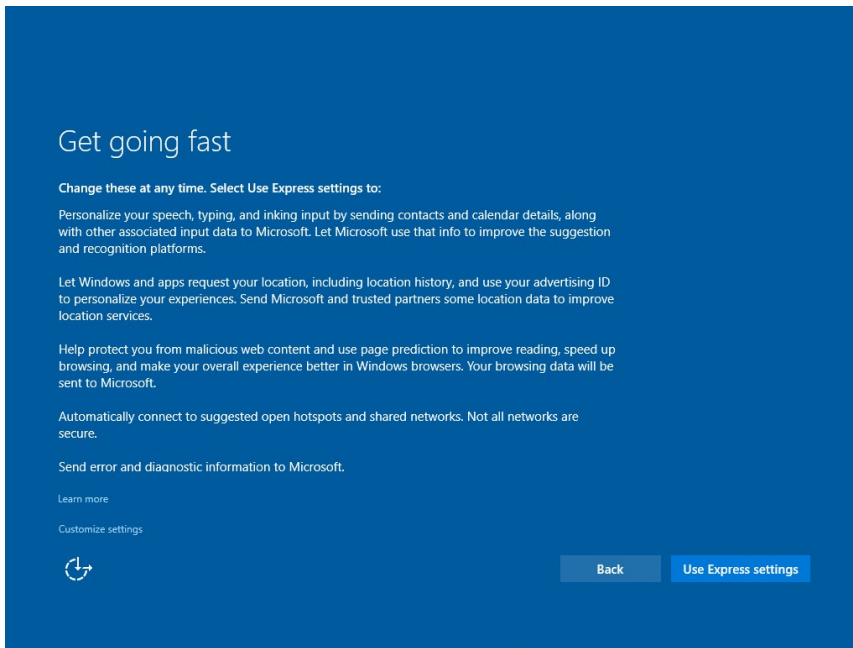 Get going fast
Change these at any time. Select Use Express settings to:
Personalize your speech, typing, and inking input by sending contacts and calendar details, along
with other associated input data to Microsoft. Let Microsoft use that info to improve the suggestion
and recognition platforms.
Let Windows and apps request your location, including location history, and use your advertising ID
to personalize your experiences. Send Microsoft and trusted partners some location data to improve
location services.
Help protect you from malicious web content and use page prediction to improve reading, speed up
browsing, and make your overall experience better in Windows browsers. Your browsing data will be
sent to Microsoft.
Automatically connect to suggested open hotspots and shared networks. Not all networks are
secure.
Send error and diagnostic information to Microsoft.
Learn more
Customize settings
Back
Use Express settings